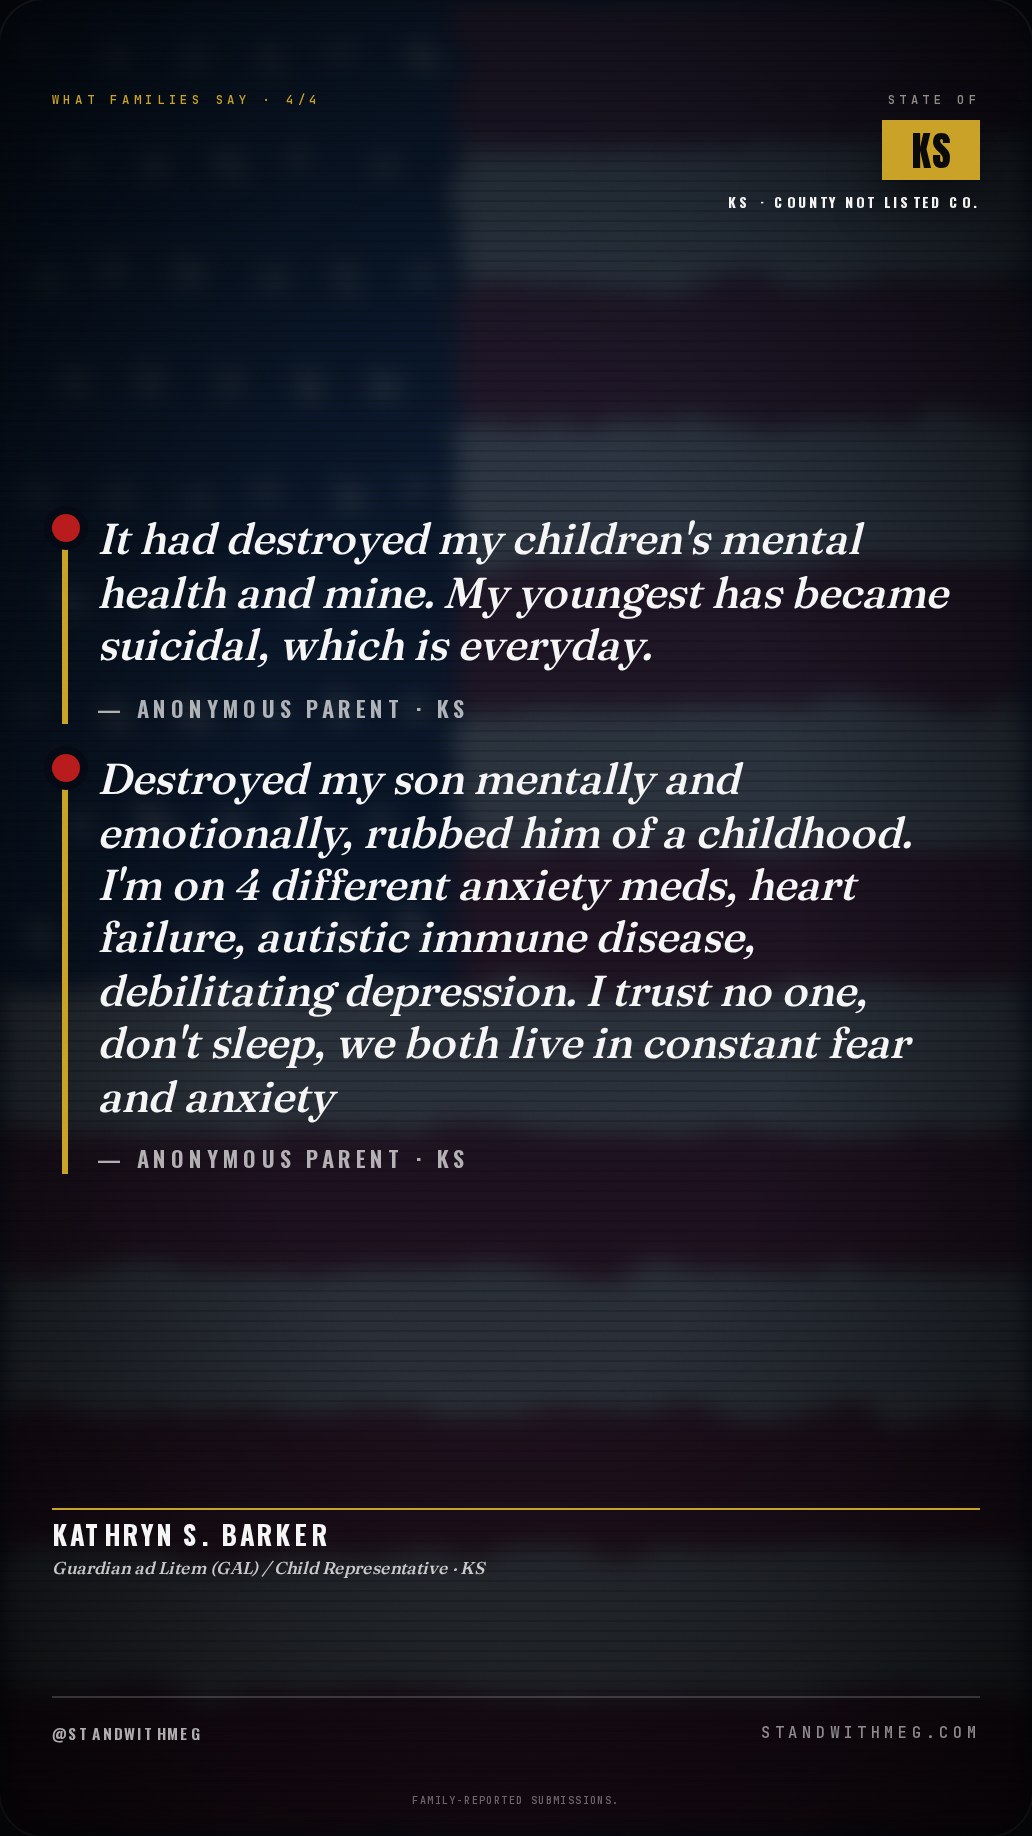 WHAT FAMILIES SAY · 4/4
STATE OF
KS
KS · COUNTY NOT LISTED CO.
It had destroyed my children's mental
health and mine. My youngest has became
suicidal, which is everyday.
— ANONYMOUS PARENT · KS
Destroyed my son mentally and
emotionally, rubbed him of a childhood.
I'm on 4 different anxiety meds, heart
failure, autistic immune disease,
debilitating depression. I trust no one,
don't sleep, we both live in constant fear
and anxiety
— ANONYMOUS PARENT · KS
KATHRYN S. BARKER
Guardian ad Litem (GAL) / Child Representative · KS
@STANDWITHMEG
STANDWITHMEG.COM
FAMILY-REPORTED SUBMISSIONS.